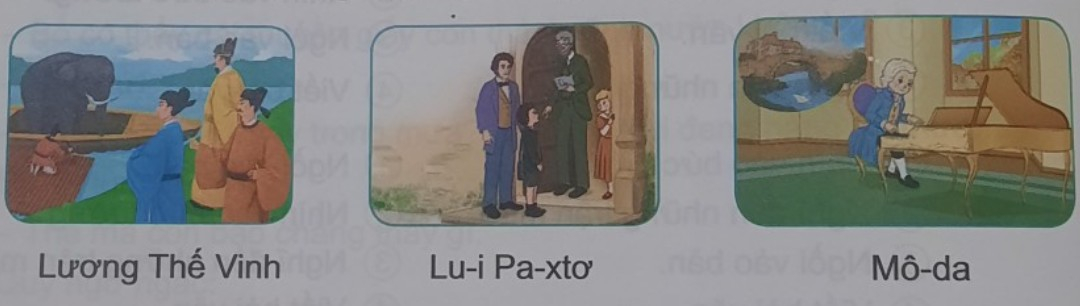 Lương Thế Vinh
Lu-i Pa-xtơ
Mô-da